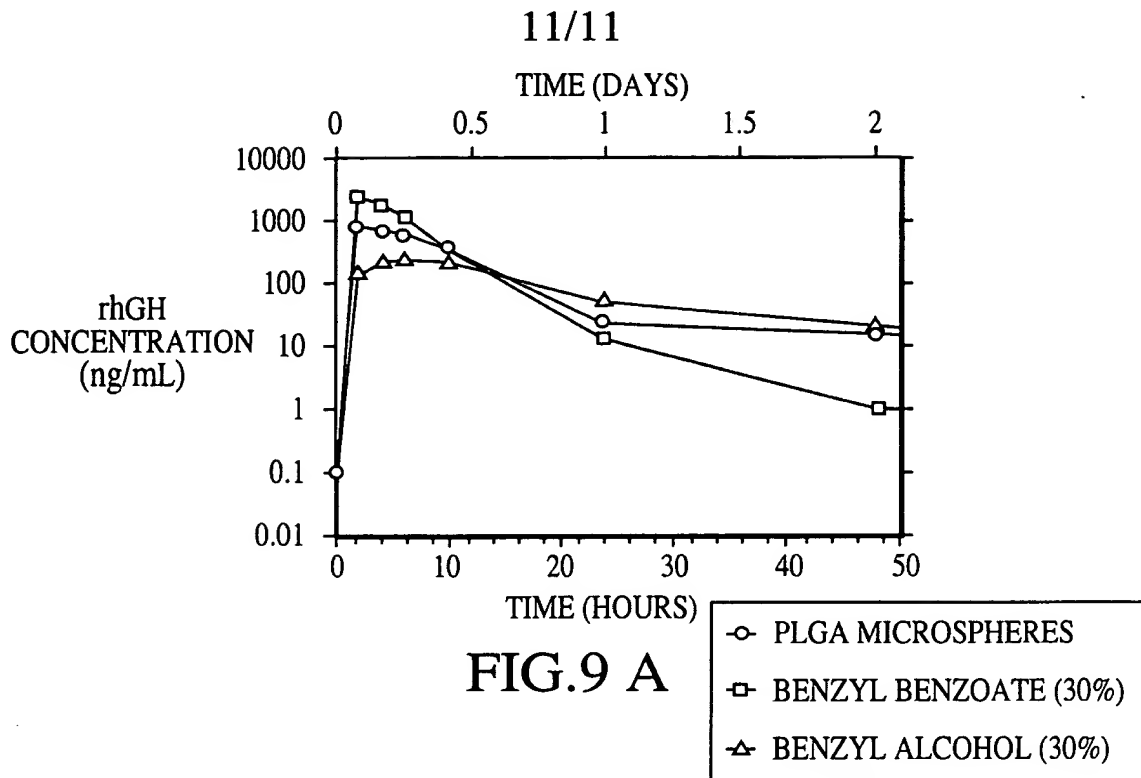 11/11
TIME (DAYS)
0 0.5 1 1.5 2
10000
1000
100
10
1
0.1
0.01
rhGH
CONCENTRATION
(ng/mL)
0 10 20 30 40 50
TIME (HOURS)
FIG.9 A
PLGA MICROSPHERES
BENZYL BENZOATE (30%)
BENZYL ALCOHOL (30%)